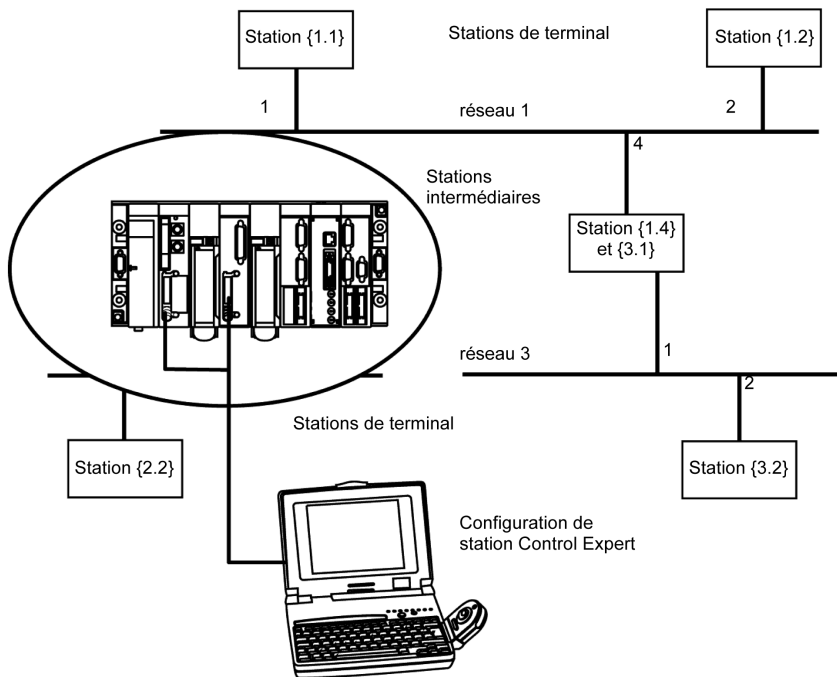 Station {1.1}
Stations de terminal
Station {1.2}
1
réseau 1
2
4
Stations
intermédiaires
Station {1.4}
et {3.1}
réseau 3
1
2
Stations de terminal
Station {2.2}
Station {3.2}
Configuration de
station Control Expert